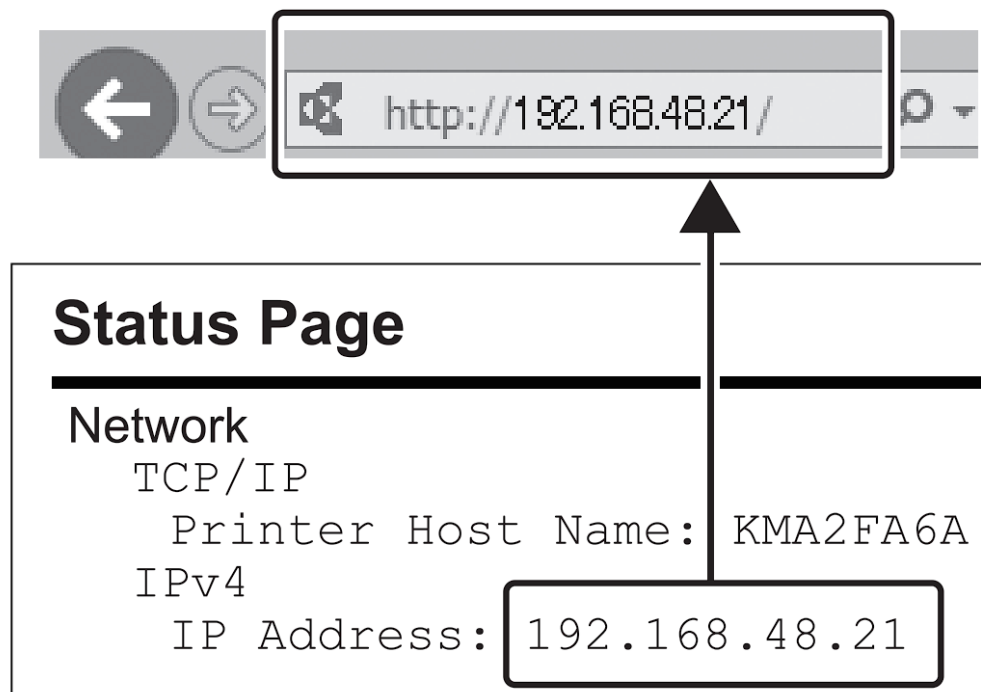 http://192.168.48.21/
Status Page
Network
TCP/IP
Printer Host Name: KMA2FA6A
IPv4
IP Address: 192.168.48.21